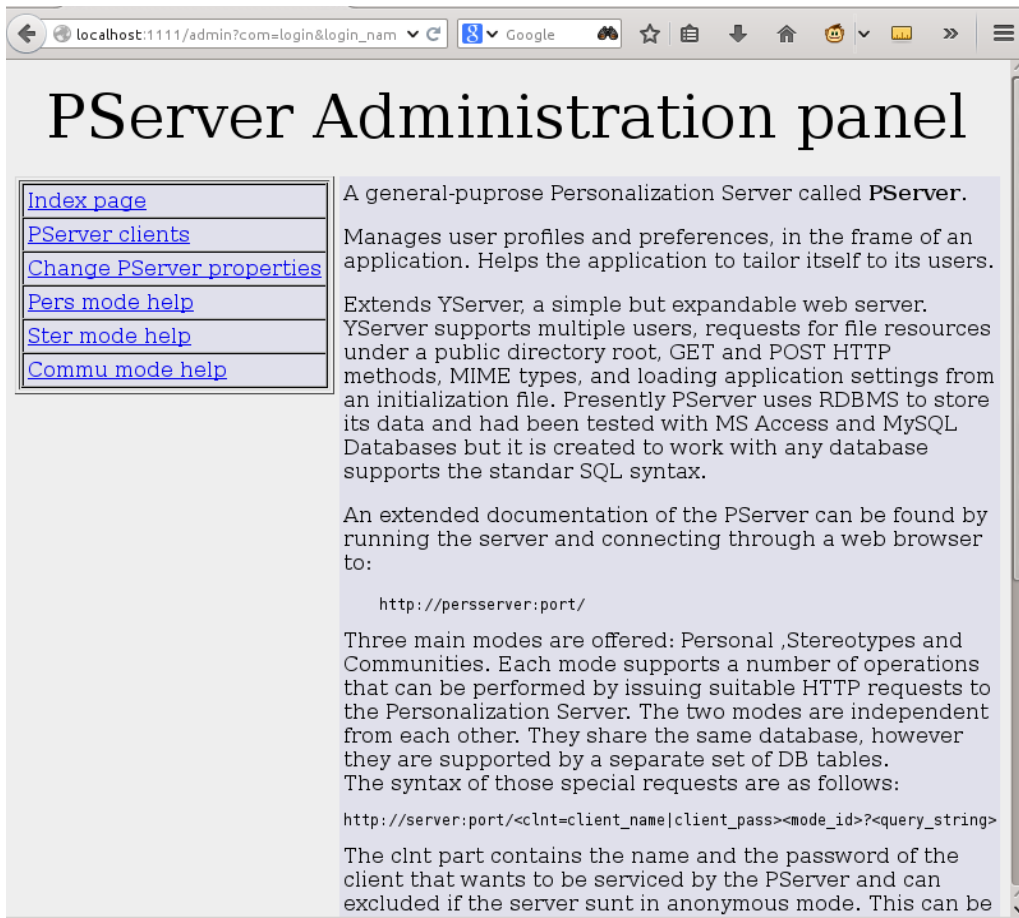 localhost:1111/admin?com=login&login_nam
Google
PServer Administration panel
Index page
PServer clients
Change PServer properties
Pers mode help
Ster mode help
Commu mode help
A general-puprose Personalization Server called PServer.
Manages user profiles and preferences, in the frame of an
application. Helps the application to tailor itself to its users.
Extends YServer, a simple but expandable web server.
YServer supports multiple users, requests for file resources
under a public directory root, GET and POST HTTP
methods, MIME types, and loading application settings from
an initialization file. Presently PServer uses RDBMS to store
its data and had been tested with MS Access and MySQL
Databases but it is created to work with any database
supports the standar SQL syntax.
An extended documentation of the PServer can be found by
running the server and connecting through a web browser
to:
http://persserver:port/
Three main modes are offered: Personal ,Stereotypes and
Communities. Each mode supports a number of operations
that can be performed by issuing suitable HTTP requests to
the Personalization Server. The two modes are independent
from each other. They share the same database, however
they are supported by a separate set of DB tables.
The syntax of those special requests are as follows:
http://server:port/<clnt=client_name|client_pass><mode_id>?<query_string>
The clnt part contains the name and the password of the
client that wants to be serviced by the PServer and can
excluded if the server sunt in anonymous mode. This can be